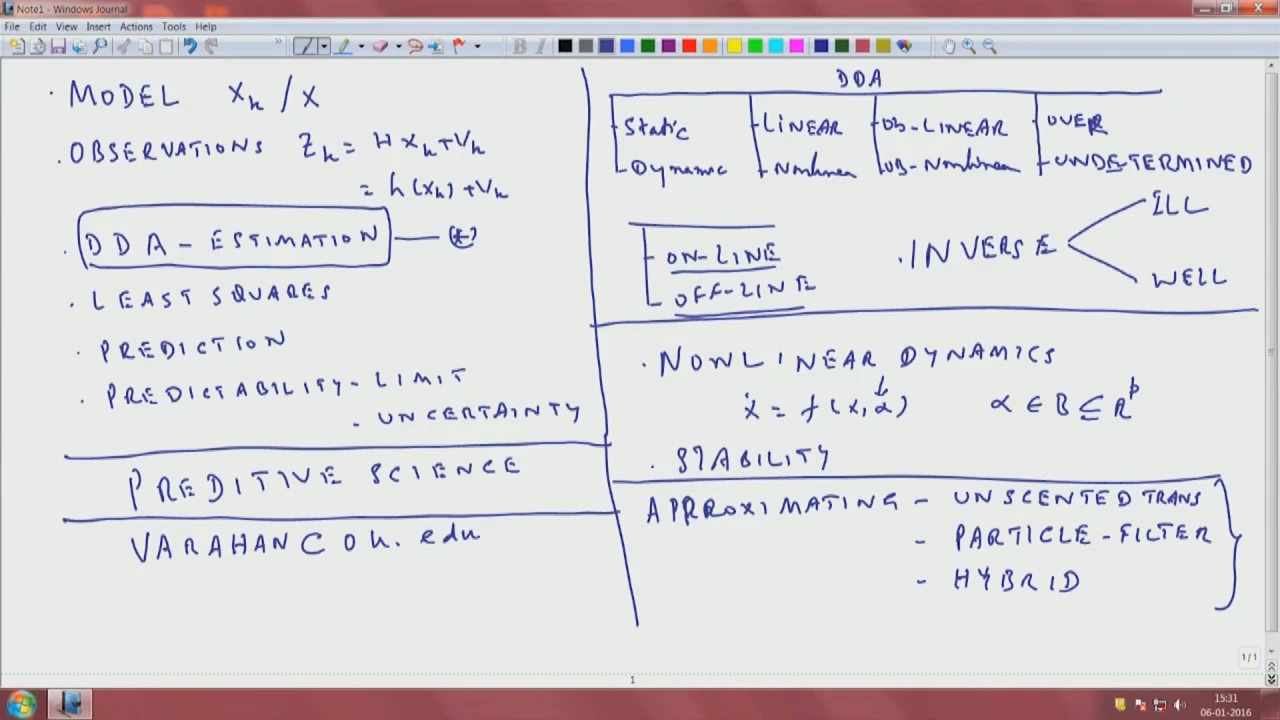 Note1 - Windows Journal
File Edit View Insert Actions Tools Help
. MODEL x_k / x
. OBSERVATIONS Z_k = H x_k + V_k
= h(x_k) + V_k
. DDA - ESTIMATION — (*)
. LEAST SQUARES
. PREDICTION
. PREDICTABILITY - LIMIT
- UNCERTAINTY
PREDITIVE SCIENCE
VARAHAN C OU. edu
DDA
Static LINEAR OB-LINEAR OVER
Dynamic Nonlinear OB-Nonlinear UNDETERMINED
ON-LINE
OFF-LINE
. INVERSE
ILL
WELL
. NONLINEAR DYNAMICS
ẋ = f(x, α) α ∈ B ⊆ R^p
. STABILITY
APPROXIMATING - UNSCENTED TRANS
- PARTICLE - FILTER
- HYBRID
1/1
1
15:31
06-01-2016